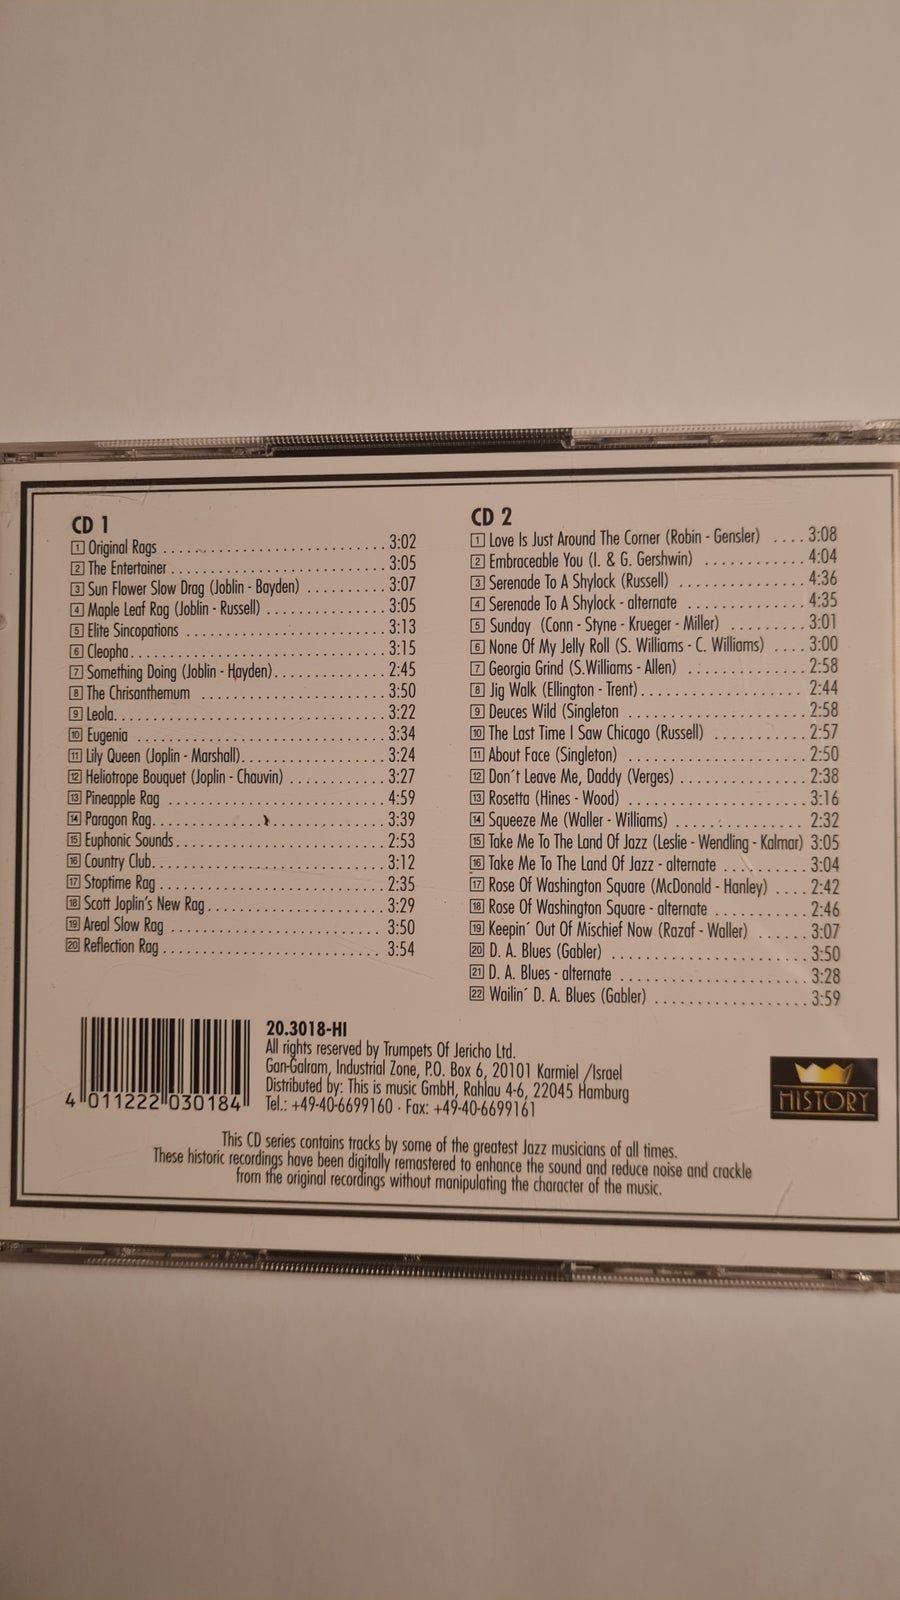 CD 1
1 Original Rags 3:02
2 The Entertainer 3:05
3 Sun Flower Slow Drag (Joblin - Bayden) 3:07
4 Maple Leaf Rag (Joblin - Russell) 3:05
5 Elite Sincopations 3:13
6 Cleopha 3:15
7 Something Doing (Joblin - Hayden) 2:45
8 The Chrisanthemum 3:50
9 Leola 3:22
10 Eugenia 3:34
11 Lily Queen (Joplin - Marshall) 3:24
12 Heliotrope Bouquet (Joplin - Chauvin) 3:27
13 Pineapple Rag 4:59
14 Paragon Rag 3:39
15 Euphonic Sounds 2:53
16 Country Club 3:12
17 Stoptime Rag 2:35
18 Scott Joplin's New Rag 3:29
19 Areal Slow Rag 3:50
20 Reflection Rag 3:54
CD 2
1 Love Is Just Around The Corner (Robin - Gensler) 3:08
2 Embraceable You (I. & G. Gershwin) 4:04
3 Serenade To A Shylock (Russell) 4:36
4 Serenade To A Shylock - alternate 4:35
5 Sunday (Conn - Styne - Krueger - Miller) 3:01
6 None Of My Jelly Roll (S. Williams - C. Williams) 3:00
7 Georgia Grind (S.Williams - Allen) 2:58
8 Jig Walk (Ellington - Trent) 2:44
9 Deuces Wild (Singleton 2:58
10 The Last Time I Saw Chicago (Russell) 2:57
11 About Face (Singleton) 2:50
12 Don´t Leave Me, Daddy (Verges) 2:38
13 Rosetta (Hines - Wood) 3:16
14 Squeeze Me (Waller - Williams) 2:32
15 Take Me To The Land Of Jazz (Leslie - Wendling - Kalmar) 3:05
16 Take Me To The Land Of Jazz - alternate 3:04
17 Rose Of Washington Square (McDonald - Hanley) 2:42
18 Rose Of Washington Square - alternate 2:46
19 Keepin´ Out Of Mischief Now (Razaf - Waller) 3:07
20 D. A. Blues (Gabler) 3:50
21 D. A. Blues - alternate 3:28
22 Wailin´ D. A. Blues (Gabler) 3:59
4 011222 030184
20.3018-HI
All rights reserved by Trumpets Of Jericho Ltd.
Gan-Galram, Industrial Zone, P.O. Box 6, 20101 Karmiel /Israel
Distributed by: This is music GmbH, Rahlau 4-6, 22045 Hamburg
Tel.: +49-40-6699160 · Fax: +49-40-6699161
HISTORY
This CD series contains tracks by some of the greatest Jazz musicians of all times.
These historic recordings have been digitally remastered to enhance the sound and reduce noise and crackle
from the original recordings without manipulating the character of the music.